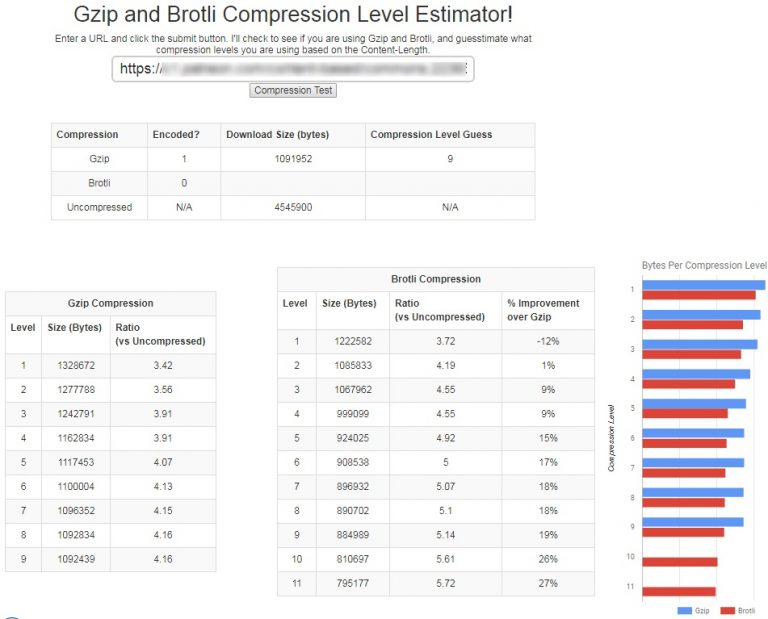 Gzip and Brotli Compression Level Estimator!
Enter a URL and click the submit button. I'll check to see if you are using Gzip and Brotli, and guesstimate what
compression levels you are using based on the Content-Length.
https:/
Compression Test
Compression Encoded? Download Size (bytes) Compression Level Guess
Gzip 1 1091952 9
Brotli 0
Uncompressed N/A 4545900 N/A
Gzip Compression
Level Size (Bytes) Ratio
(vs Uncompressed)
1 1328672 3.42
2 1277788 3.56
3 1242791 3.91
4 1162834 3.91
5 1117453 4.07
6 1100004 4.13
7 1096352 4.15
8 1092834 4.16
9 1092439 4.16
Brotli Compression
Level Size (Bytes) Ratio % Improvement
(vs Uncompressed) over Gzip
1 1222582 3.72 -12%
2 1085833 4.19 1%
3 1067962 4.55 9%
4 999099 4.55 9%
5 924025 4.92 15%
6 908538 5 17%
7 896932 5.07 18%
8 890702 5.1 18%
9 884989 5.14 19%
10 810697 5.61 26%
11 795177 5.72 27%
Bytes Per Compression Level
Compression Level
1
2
3
4
5
6
7
8
9
10
11
Gzip Brotli